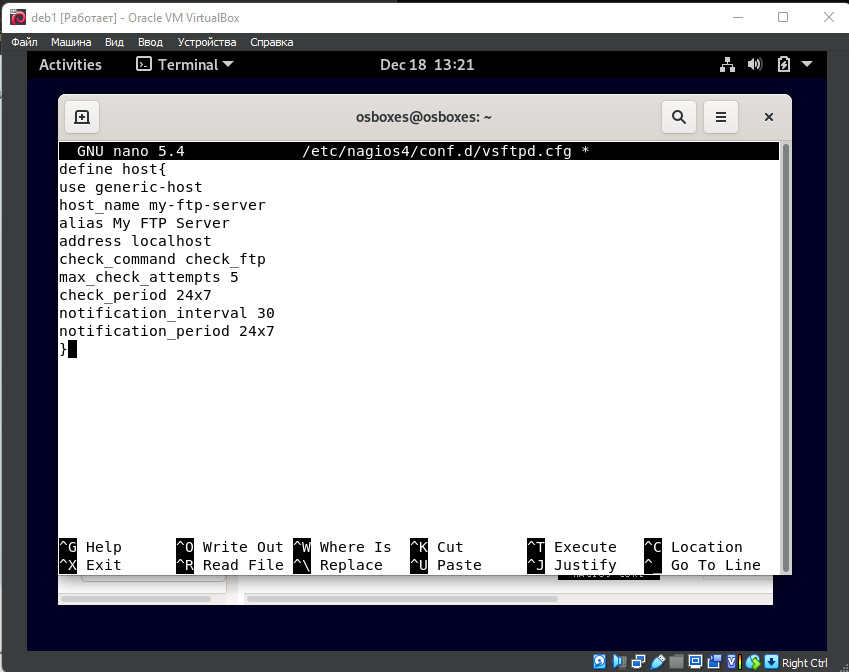 deb1 [Работает] - Oracle VM VirtualBox
Файл Машина Вид Ввод Устройства Справка
Activities Terminal Dec 18 13:21
osboxes@osboxes: ~
GNU nano 5.4 /etc/nagios4/conf.d/vsftpd.cfg *
define host{
use generic-host
host_name my-ftp-server
alias My FTP Server
address localhost
check_command check_ftp
max_check_attempts 5
check_period 24x7
notification_interval 30
notification_period 24x7
}
^G Help ^O Write Out ^W Where Is ^K Cut ^T Execute ^C Location
^X Exit ^R Read File ^\ Replace ^U Paste ^J Justify ^_ Go To Line
Right Ctrl